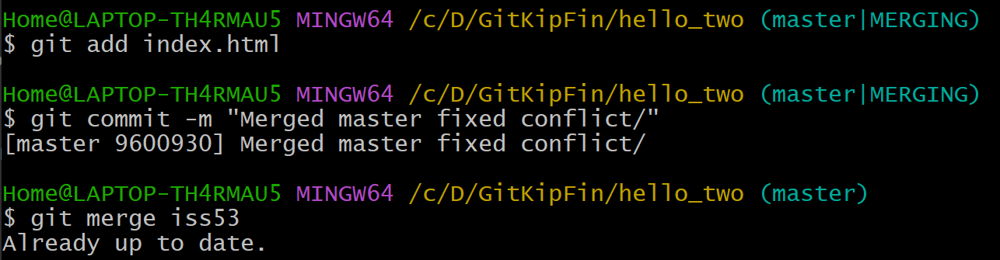 Home@LAPTOP-TH4RMAU5 MINGW64 /c/D/GitKipFin/hello_two (master|MERGING)
$ git add index.html
Home@LAPTOP-TH4RMAU5 MINGW64 /c/D/GitKipFin/hello_two (master|MERGING)
$ git commit -m "Merged master fixed conflict/"
[master 9600930] Merged master fixed conflict/
Home@LAPTOP-TH4RMAU5 MINGW64 /c/D/GitKipFin/hello_two (master)
$ git merge iss53
Already up to date.